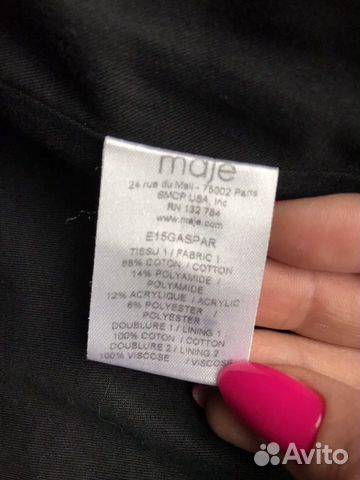 maje
24 rue du Mail - 75002 Paris
SMCP USA, Inc
RN 132 784
www.maje.com
E15GASPAR
TISSU 1 / FABRIC 1
68% COTON / COTTON
14% POLYAMIDE /
POLYAMIDE
12% ACRYLIQUE / ACRYLIC
6% POLYESTER /
POLYESTER
DOUBLURE 1 / LINING 1
100% COTON / COTTON
DOUBLURE 2 / LINING 2
100% VISCOSE / VISCOSE
Avito